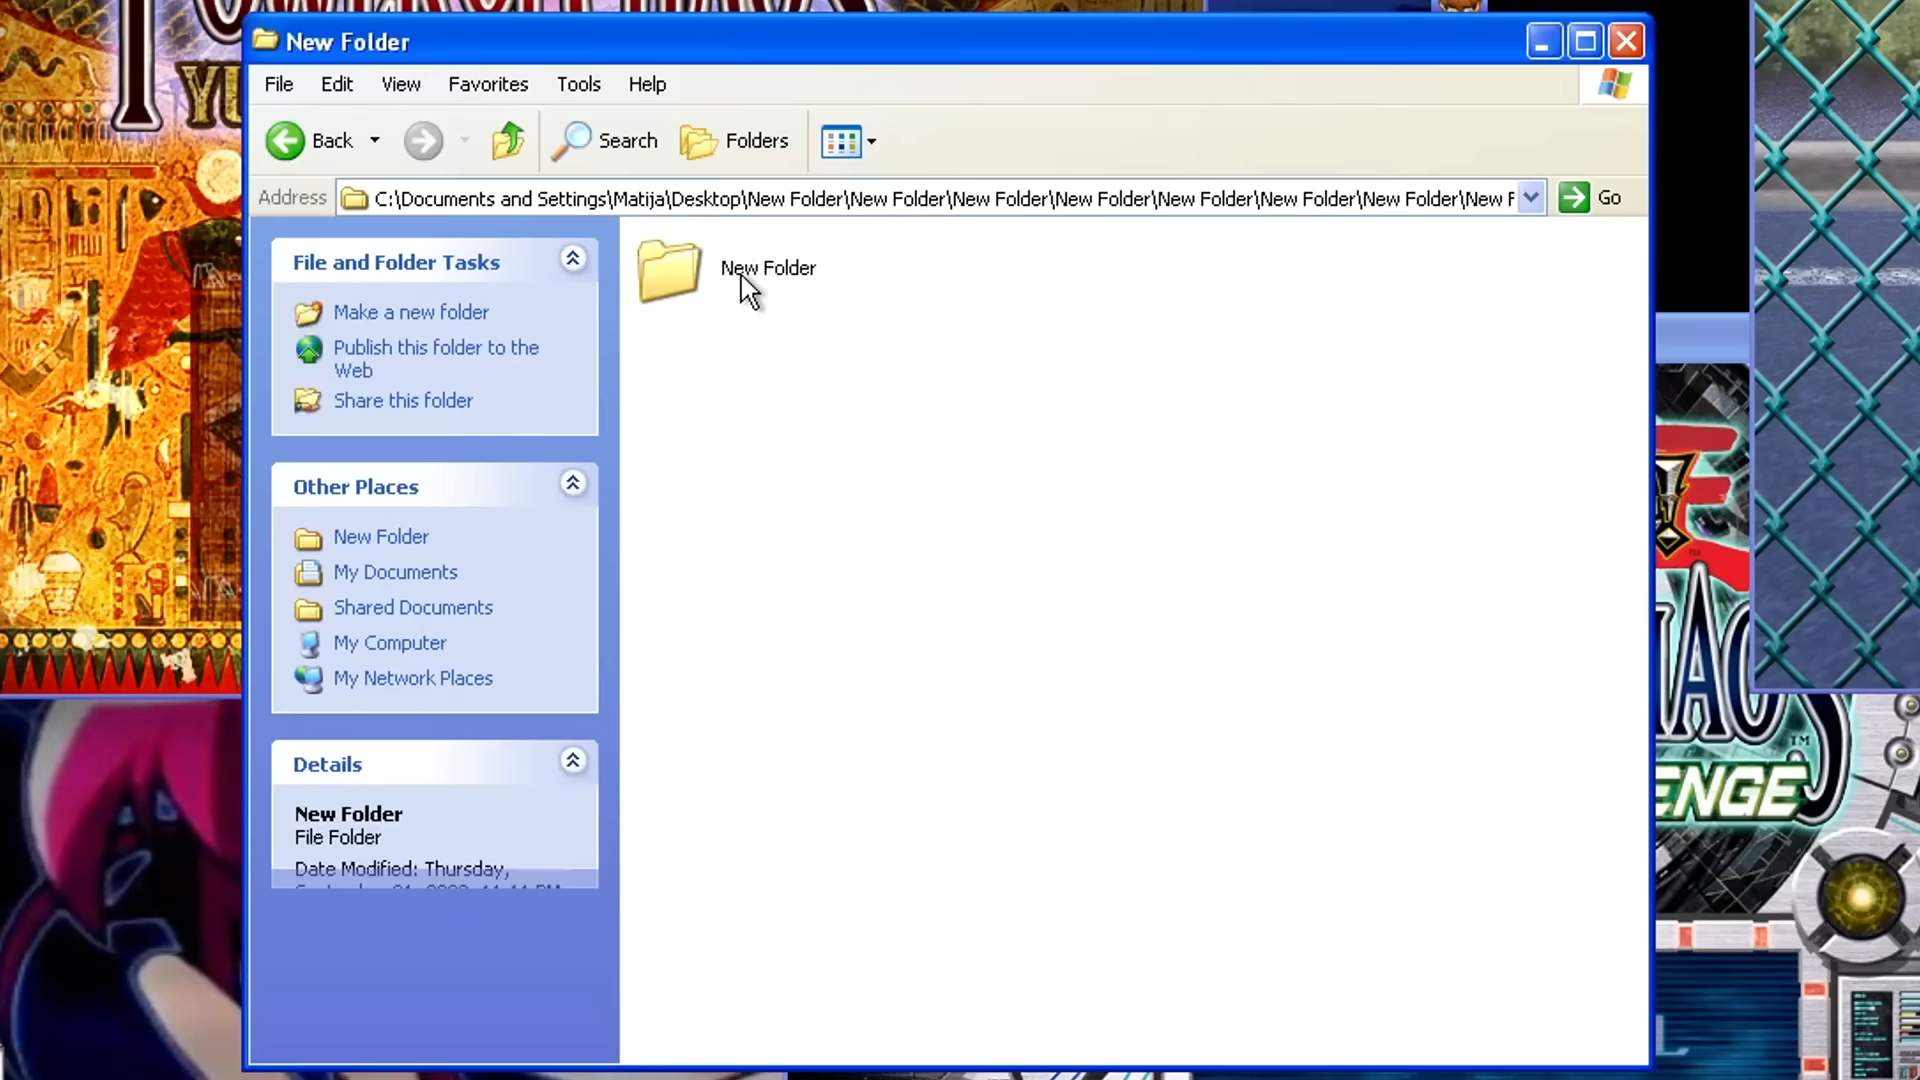 New Folder
File Edit View Favorites Tools Help
Back Search Folders
Address C:\Documents and Settings\Matija\Desktop\New Folder\New Folder\New Folder\New Folder\New Folder\New Folder\New Folder\New F Go
File and Folder Tasks
Make a new folder
Publish this folder to the
Web
Share this folder
Other Places
New Folder
My Documents
Shared Documents
My Computer
My Network Places
Details
New Folder
File Folder
Date Modified: Thursday,
New Folder
ENGE
TM